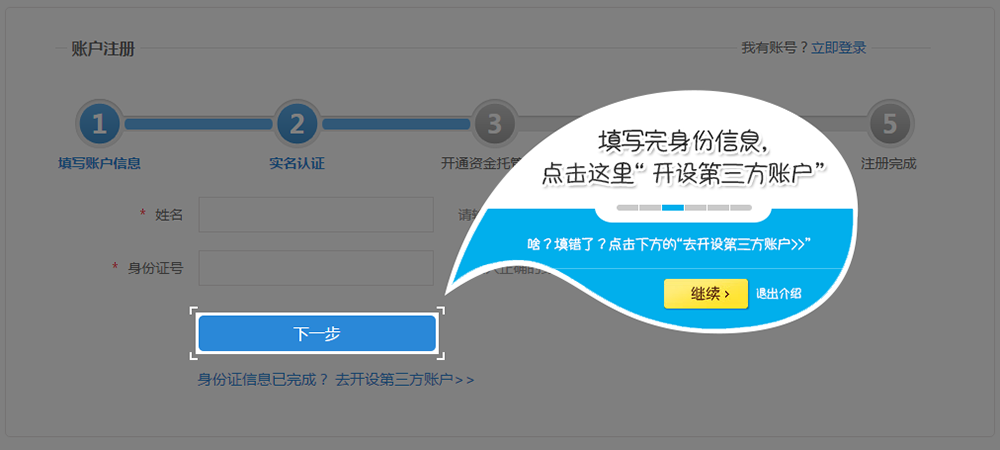 账户注册
我有账号？立即登录
1
2
3
5
填写账户信息
实名认证
开通资金托管
注册完成
填写完身份信息,
点击这里“开设第三方账户”
* 姓名
请输
啥？填错了？点击下方的“去开设第三方账户>>”
* 身份证号
正确的
继续 ›
退出介绍
下一步
身份证信息已完成？ 去开设第三方账户>>